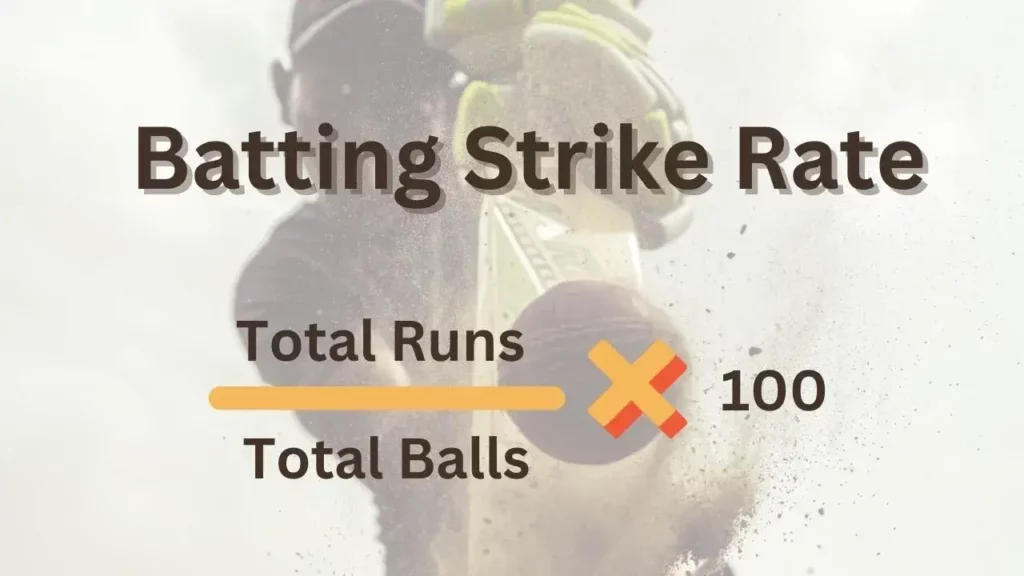 Batting Strike Rate
Total Runs
Total Balls
100